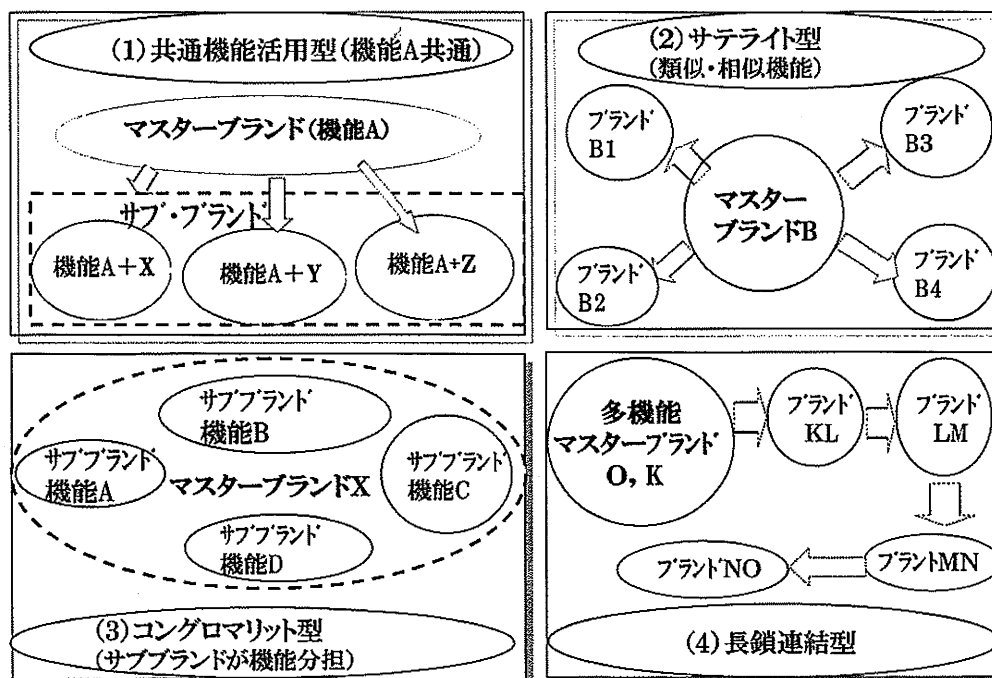 (1)共通機能活用型(機能A共通)
マスターブランド(機能A)
サブ・ブランド
機能A+X
機能A+Y
機能A+Z
(2)サテライト型
(類似・相似機能)
ブランド
B1
ブランド
B3
マスター
ブランドB
ブランド
B2
ブランド
B4
サブブランド
機能B
サブブランド
機能A
マスターブランドX
サブブランド
機能C
サブブランド
機能D
(3)コングロマリット型
(サブブランドが機能分担)
多機能
マスターブランド
O, K
ブランド
KL
ブランド
LM
ブラントMN
ブランドNO
(4)長鎖連結型